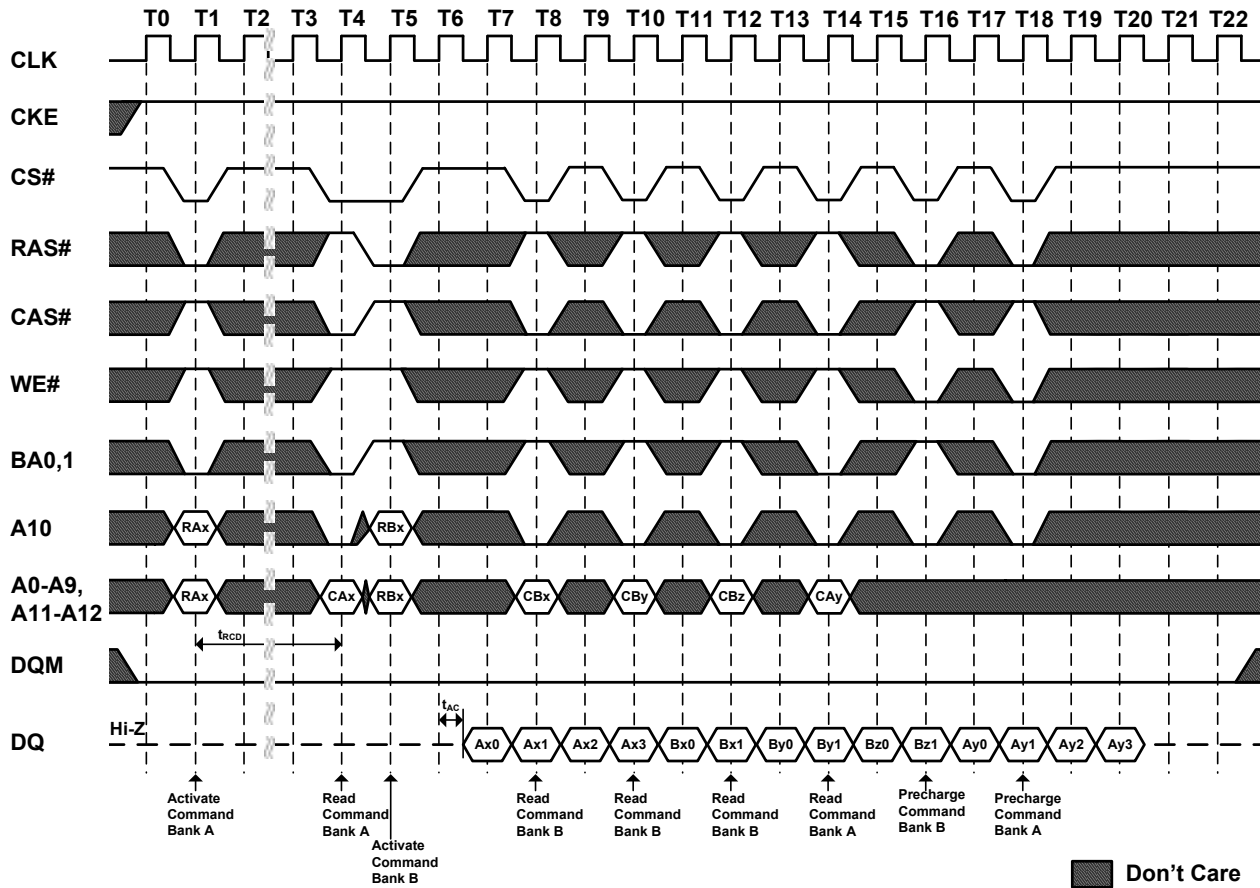 T0 T1 T2 T3 T4 T5 T6 T7 T8 T9 T10 T11 T12 T13 T14 T15 T16 T17 T18 T19 T20 T21 T22
CLK
CKE
CS#
RAS#
CAS#
WE#
BA0,1
A10
RAx RBx
A0-A9,
A11-A12
RAx CAx RBx CBx CBy CBz CAy
tRCD
DQM
tAC
Hi-Z
DQ
Ax0 Ax1 Ax2 Ax3 Bx0 Bx1 By0 By1 Bz0 Bz1 Ay0 Ay1 Ay2 Ay3
Activate
Command
Bank A
Read
Command
Bank A
Activate
Command
Bank B
Read
Command
Bank B
Read
Command
Bank B
Read
Command
Bank B
Read
Command
Bank A
Precharge
Command
Bank B
Precharge
Command
Bank A
Don't Care